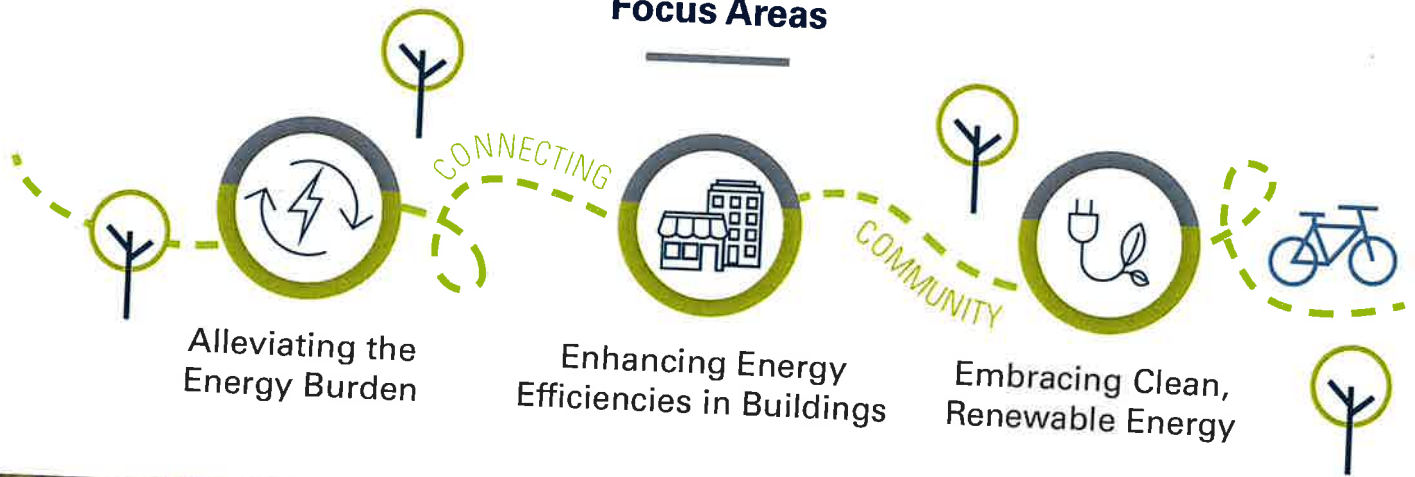 Focus Areas
CONNECTING
COMMUNITY
Alleviating the
Energy Burden
Enhancing Energy
Efficiencies in Buildings
Embracing Clean,
Renewable Energy